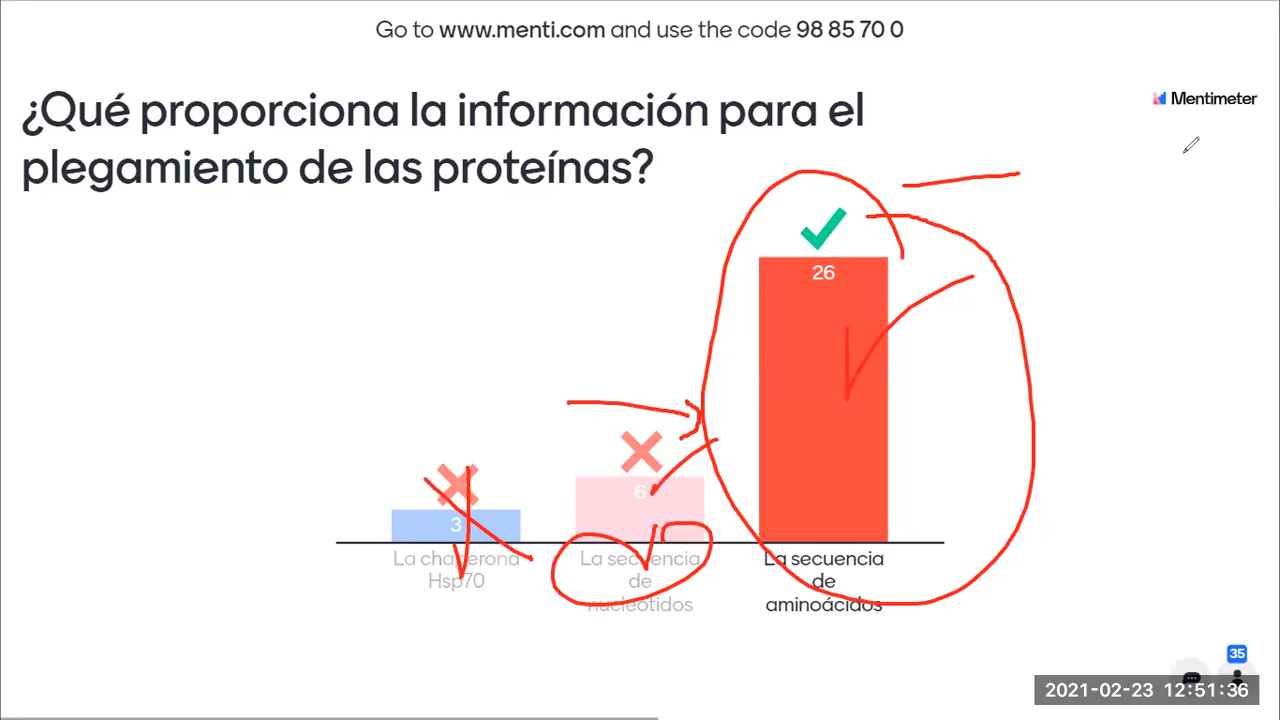 Go to www.menti.com and use the code 98 85 70 0
¿Qué proporciona la información para el
plegamiento de las proteínas?
Mentimeter
26
6
3
La chaperona
Hsp70
La secuencia
de
nucleótidos
La secuencia
de
aminoácidos
35
2021-02-23 12:51:36